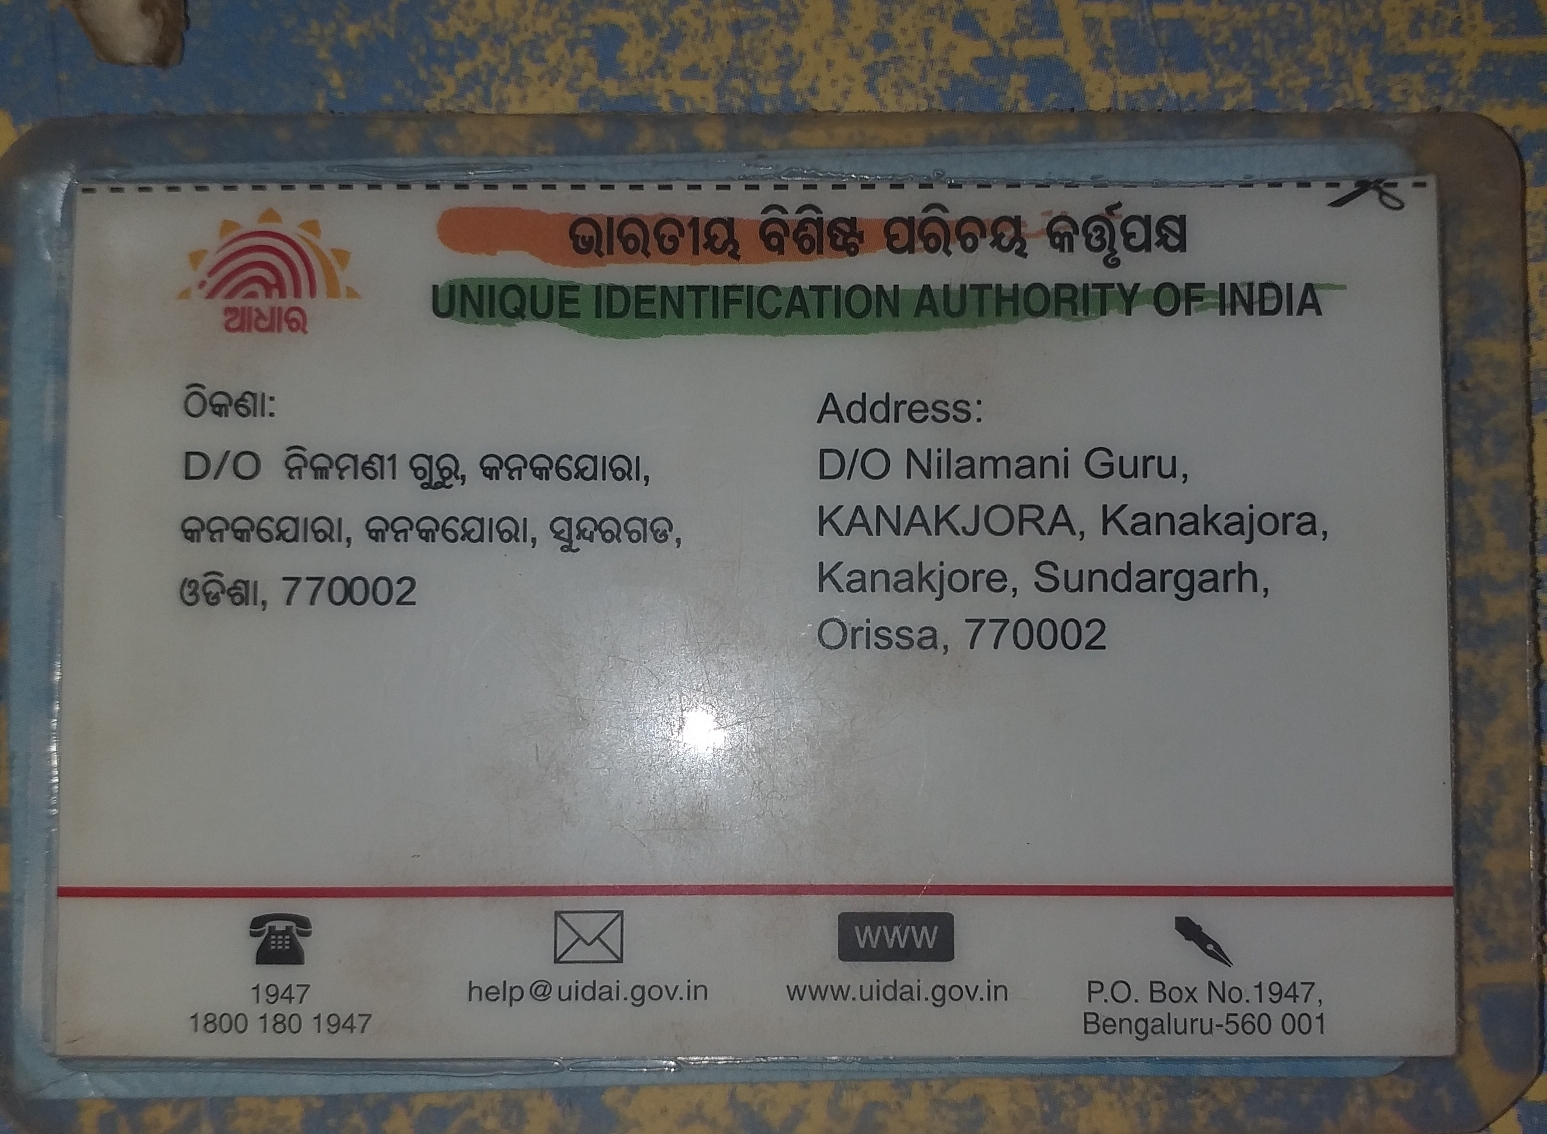 ଆଧାର
ଭାରତୀୟ ବିଶିଷ୍ଟ ପରିଚୟ କର୍ତ୍ତୃପକ୍ଷ
UNIQUE IDENTIFICATION AUTHORITY OF INDIA
ଠିକଣା:
D/O ନିଳମଣୀ ଗୁରୁ, କନକଯୋରା,
କନକଯୋରା, କନକଯୋରା, ସୁନ୍ଦରଗଡ,
ଓଡିଶା, 770002
Address:
D/O Nilamani Guru,
KANAKJORA, Kanakajora,
Kanakjore, Sundargarh,
Orissa, 770002
1947
1800 180 1947
help@uidai.gov.in
WWW
www.uidai.gov.in
P.O. Box No.1947,
Bengaluru-560 001